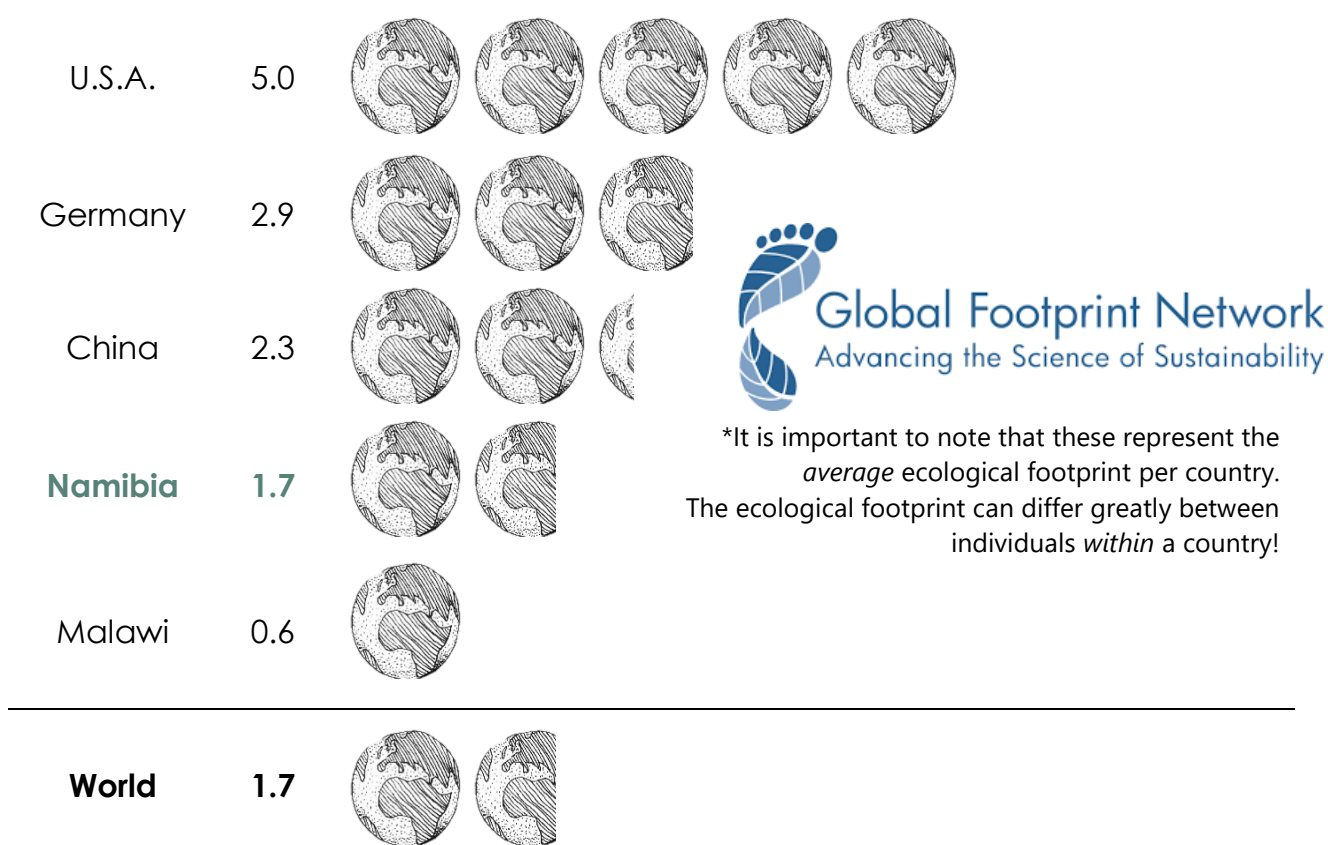 U.S.A. 5.0
Germany 2.9
China 2.3
Namibia 1.7
Malawi 0.6
World 1.7
Global Footprint Network
Advancing the Science of Sustainability
*It is important to note that these represent the
average ecological footprint per country.
The ecological footprint can differ greatly between
individuals within a country!